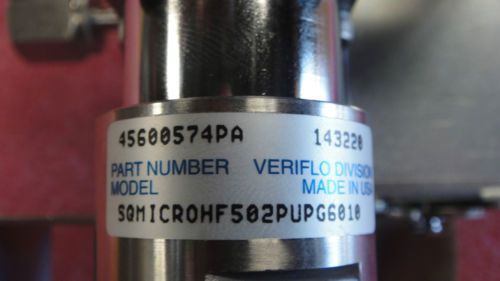 45600574PA 143220
PART NUMBER VERIFLO DIVISION
MODEL MADE IN USA
SQMICROHF502PUPG6010